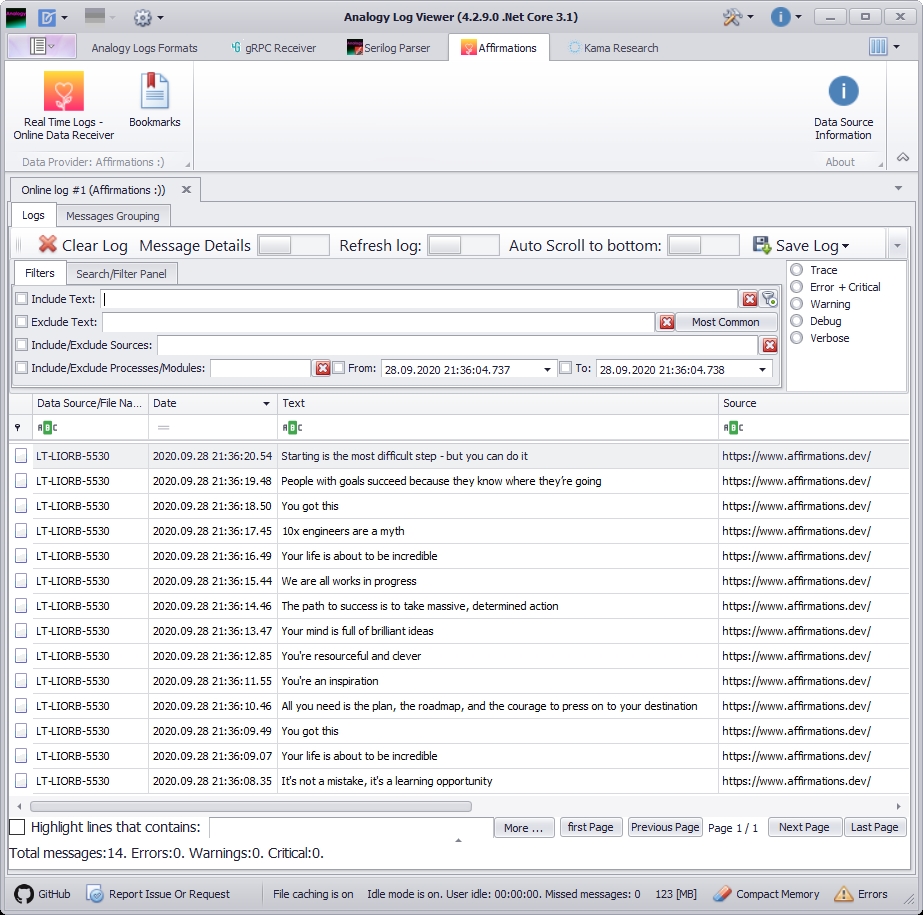 Analogy Log Viewer (4.2.9.0 .Net Core 3.1)
Analogy Logs Formats gRPC Receiver Serilog Parser Affirmations Kama Research
Real Time Logs -
Online Data Receiver
Bookmarks
Data Source
Information
Data Provider: Affirmations :)
About
Online log #1 (Affirmations :))
Logs Messages Grouping
Clear Log Message Details Refresh log: Auto Scroll to bottom: Save Log
Filters Search/Filter Panel
Include Text:
Exclude Text: Most Common
Include/Exclude Sources:
Include/Exclude Processes/Modules: From: 28.09.2020 21:36:04.737 To: 28.09.2020 21:36:04.738
Trace
Error + Critical
Warning
Debug
Verbose
Data Source/File Na... Date Text Source
ABC = ABC ABC
LT-LIORB-5530 2020.09.28 21:36:20.54 Starting is the most difficult step - but you can do it https://www.affirmations.dev/
LT-LIORB-5530 2020.09.28 21:36:19.48 People with goals succeed because they know where they’re going https://www.affirmations.dev/
LT-LIORB-5530 2020.09.28 21:36:18.50 You got this https://www.affirmations.dev/
LT-LIORB-5530 2020.09.28 21:36:17.45 10x engineers are a myth https://www.affirmations.dev/
LT-LIORB-5530 2020.09.28 21:36:16.49 Your life is about to be incredible https://www.affirmations.dev/
LT-LIORB-5530 2020.09.28 21:36:15.44 We are all works in progress https://www.affirmations.dev/
LT-LIORB-5530 2020.09.28 21:36:14.46 The path to success is to take massive, determined action https://www.affirmations.dev/
LT-LIORB-5530 2020.09.28 21:36:13.47 Your mind is full of brilliant ideas https://www.affirmations.dev/
LT-LIORB-5530 2020.09.28 21:36:12.85 You're resourceful and clever https://www.affirmations.dev/
LT-LIORB-5530 2020.09.28 21:36:11.55 You're an inspiration https://www.affirmations.dev/
LT-LIORB-5530 2020.09.28 21:36:10.46 All you need is the plan, the roadmap, and the courage to press on to your destination https://www.affirmations.dev/
LT-LIORB-5530 2020.09.28 21:36:09.49 You got this https://www.affirmations.dev/
LT-LIORB-5530 2020.09.28 21:36:09.07 Your life is about to be incredible https://www.affirmations.dev/
LT-LIORB-5530 2020.09.28 21:36:08.35 It's not a mistake, it's a learning opportunity https://www.affirmations.dev/
Highlight lines that contains: More ... first Page Previous Page Page 1 / 1 Next Page Last Page
Total messages:14. Errors:0. Warnings:0. Critical:0.
GitHub Report Issue Or Request File caching is on Idle mode is on. User idle: 00:00:00. Missed messages: 0 123 [MB] Compact Memory Errors